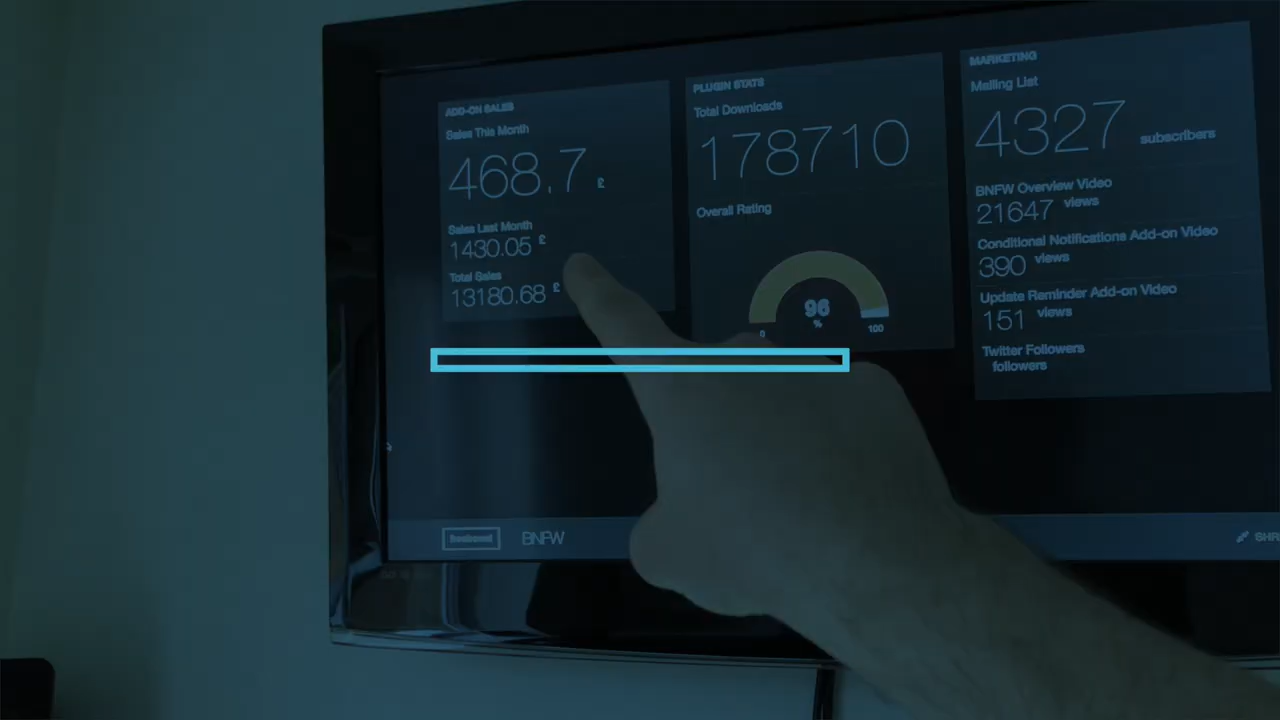 ADD-ON SALES
Sales This Month
468.7 £
Sales Last Month
1430.05 £
Total Sales
13180.68 £
PLUGIN STATS
Total Downloads
178710
Overall Rating
96
%
0
100
MARKETING
Mailing List
4327 subscribers
BNFW Overview Video
21647 views
Conditional Notifications Add-on Video
390 views
Update Reminder Add-on Video
151 views
Twitter Followers
followers
BNFW